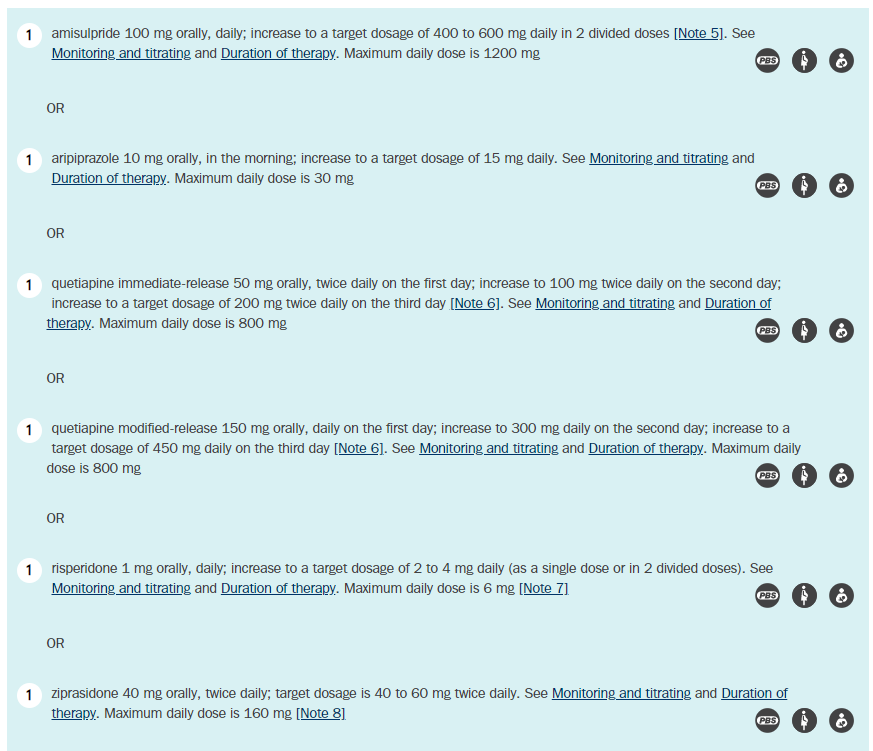 1 amisulpride 100 mg orally, daily; increase to a target dosage of 400 to 600 mg daily in 2 divided doses [Note 5]. See
Monitoring and titrating and Duration of therapy. Maximum daily dose is 1200 mg
PBS
OR
1 aripiprazole 10 mg orally, in the morning; increase to a target dosage of 15 mg daily. See Monitoring and titrating and
Duration of therapy. Maximum daily dose is 30 mg
PBS
OR
1 quetiapine immediate-release 50 mg orally, twice daily on the first day; increase to 100 mg twice daily on the second day;
increase to a target dosage of 200 mg twice daily on the third day [Note 6]. See Monitoring and titrating and Duration of
therapy. Maximum daily dose is 800 mg
PBS
OR
1 quetiapine modified-release 150 mg orally, daily on the first day; increase to 300 mg daily on the second day; increase to a
target dosage of 450 mg daily on the third day [Note 6]. See Monitoring and titrating and Duration of therapy. Maximum daily
dose is 800 mg
PBS
OR
1 risperidone 1 mg orally, daily; increase to a target dosage of 2 to 4 mg daily (as a single dose or in 2 divided doses). See
Monitoring and titrating and Duration of therapy. Maximum daily dose is 6 mg [Note 7]
PBS
OR
1 ziprasidone 40 mg orally, twice daily; target dosage is 40 to 60 mg twice daily. See Monitoring and titrating and Duration of
therapy. Maximum daily dose is 160 mg [Note 8]
PBS